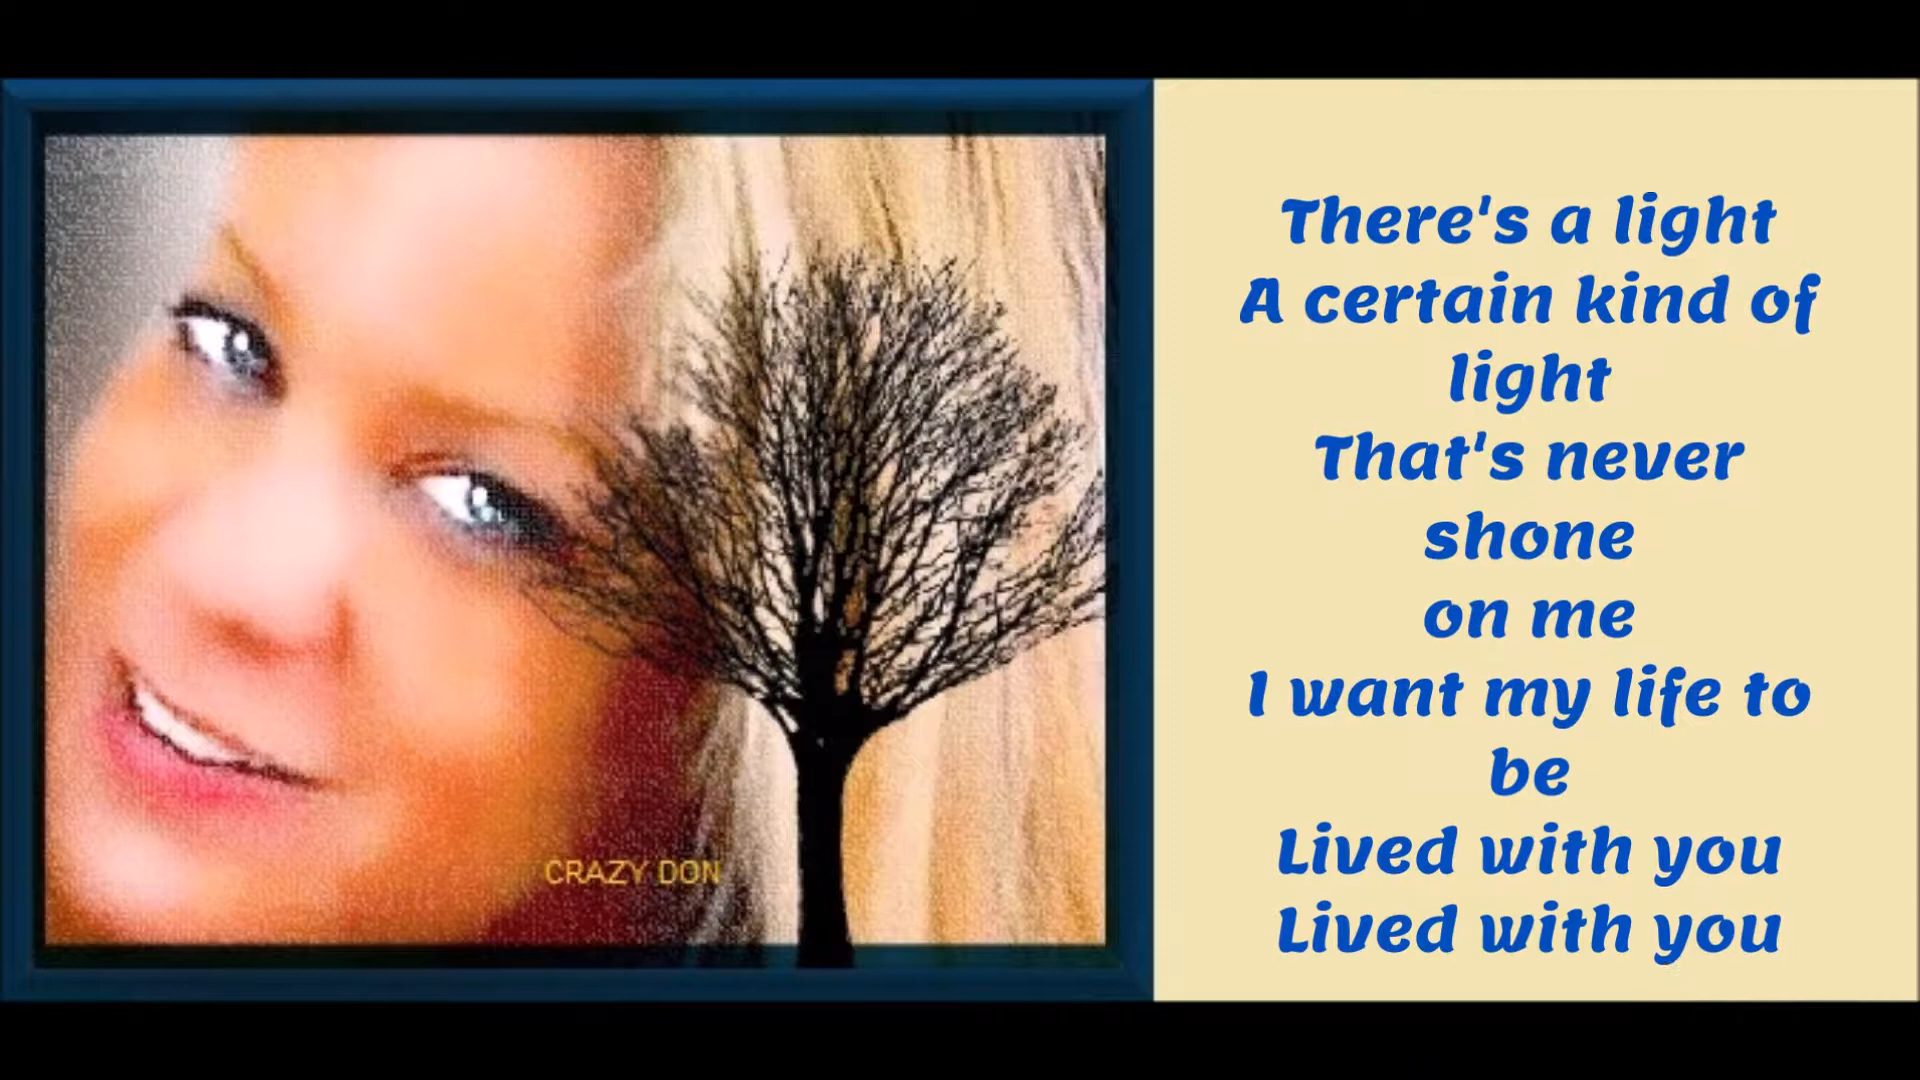 There's a light
A certain kind of
light
That's never
shone
on me
I want my life to
be
Lived with you
Lived with you
CRAZY DON